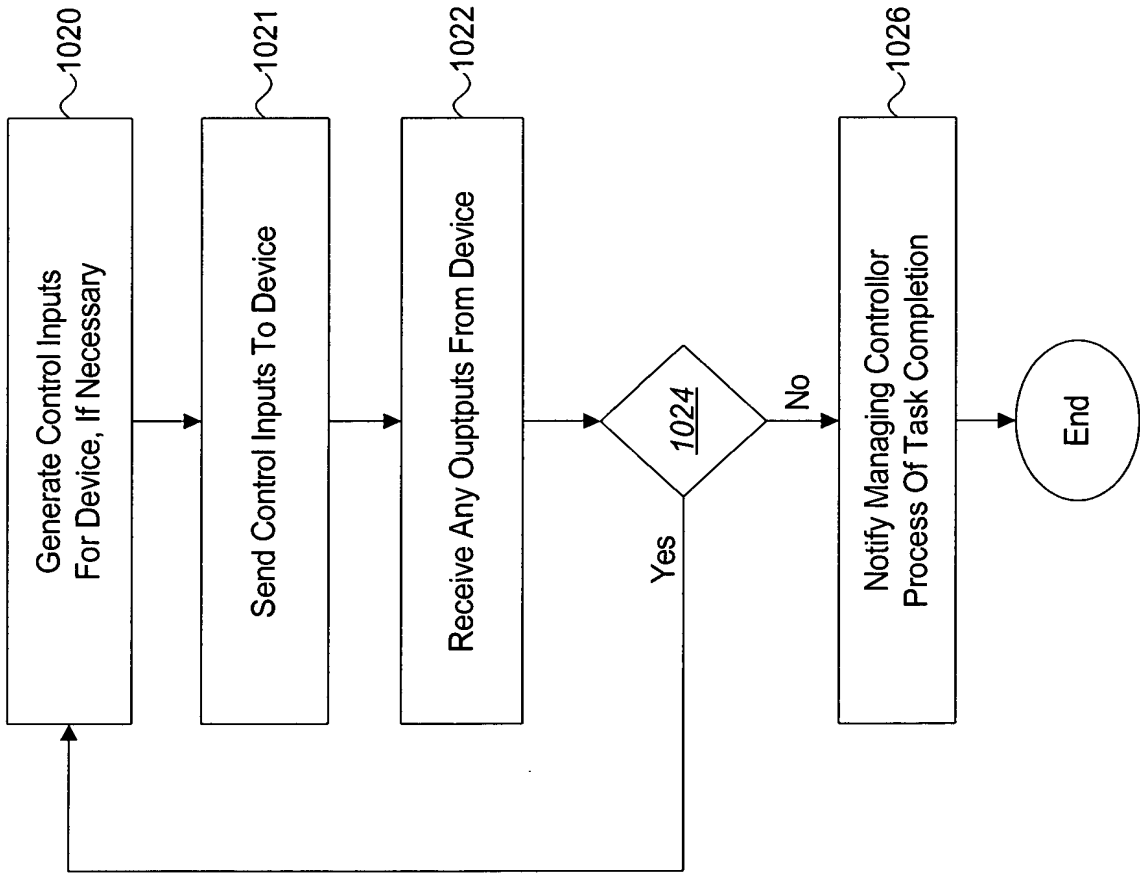 Generate Control Inputs
For Device, If Necessary
1020
Send Control Inputs To Device
1021
Receive Any Ouptputs From Device
1022
1024
Yes
No
Notify Managing Controllor
Process Of Task Completion
1026
End